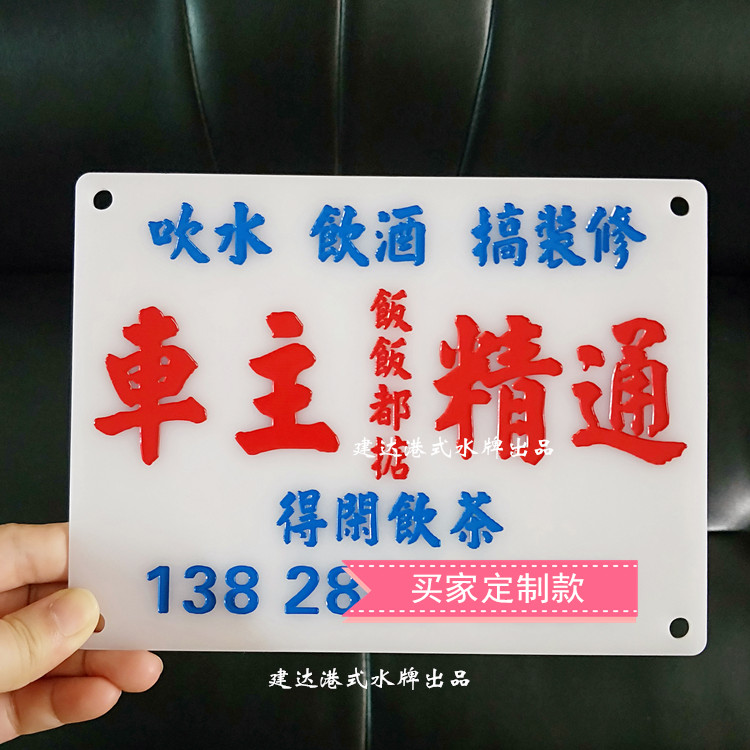 吹水 飲酒 搞裝修
車主 精通
飯飯都掂
建达港式水牌出品
得閑飲茶
138 28
买家定制款
建达港式水牌出品